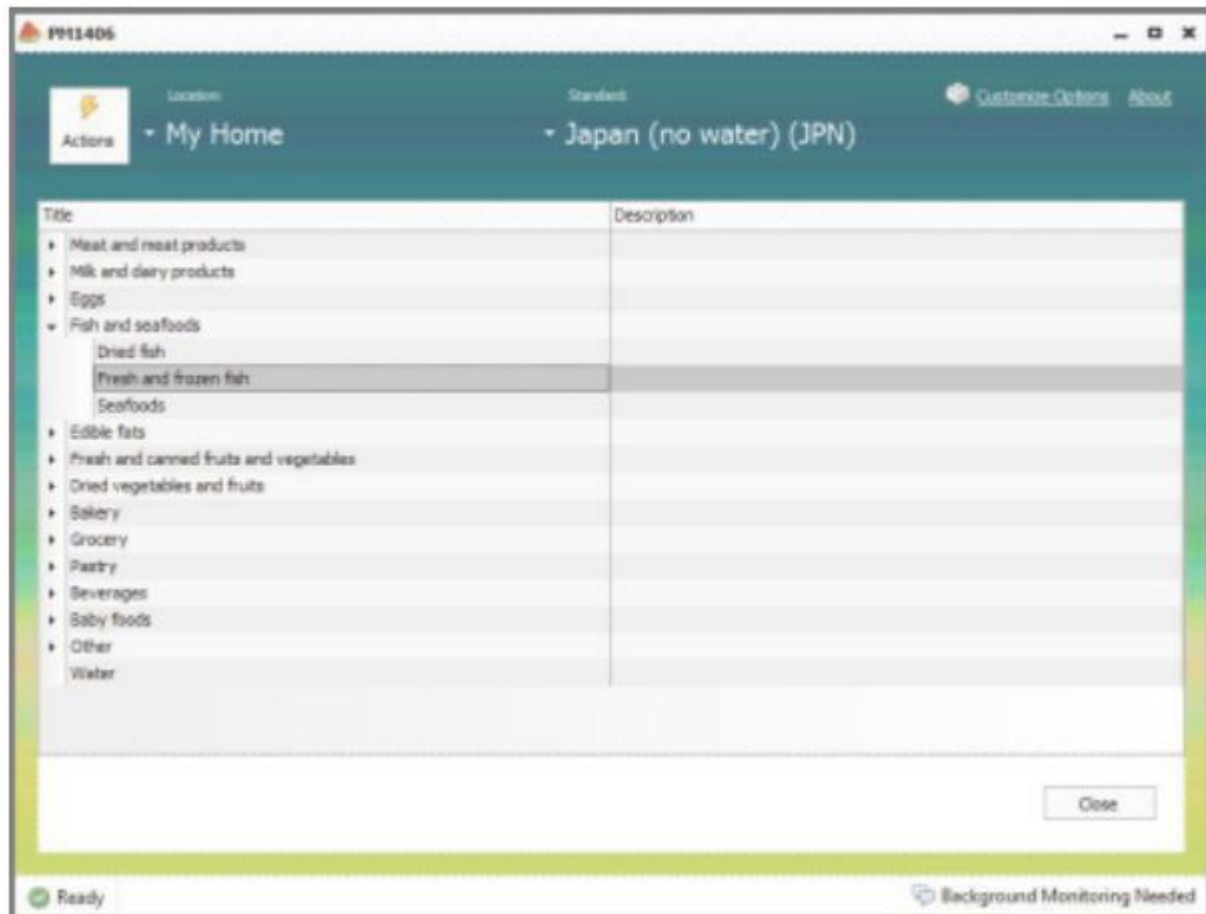 PM1406
Actions
Location:
My Home
Standard:
Japan (no water) (JPN)
Customize Options About
Title Description
Meat and meat products
Milk and dairy products
Eggs
Fish and seafoods
Dried fish
Fresh and frozen fish
Seafoods
Edible fats
Fresh and canned fruits and vegetables
Dried vegetables and fruits
Bakery
Grocery
Pastry
Beverages
Baby foods
Other
Water
Close
Ready
Background Monitoring Needed